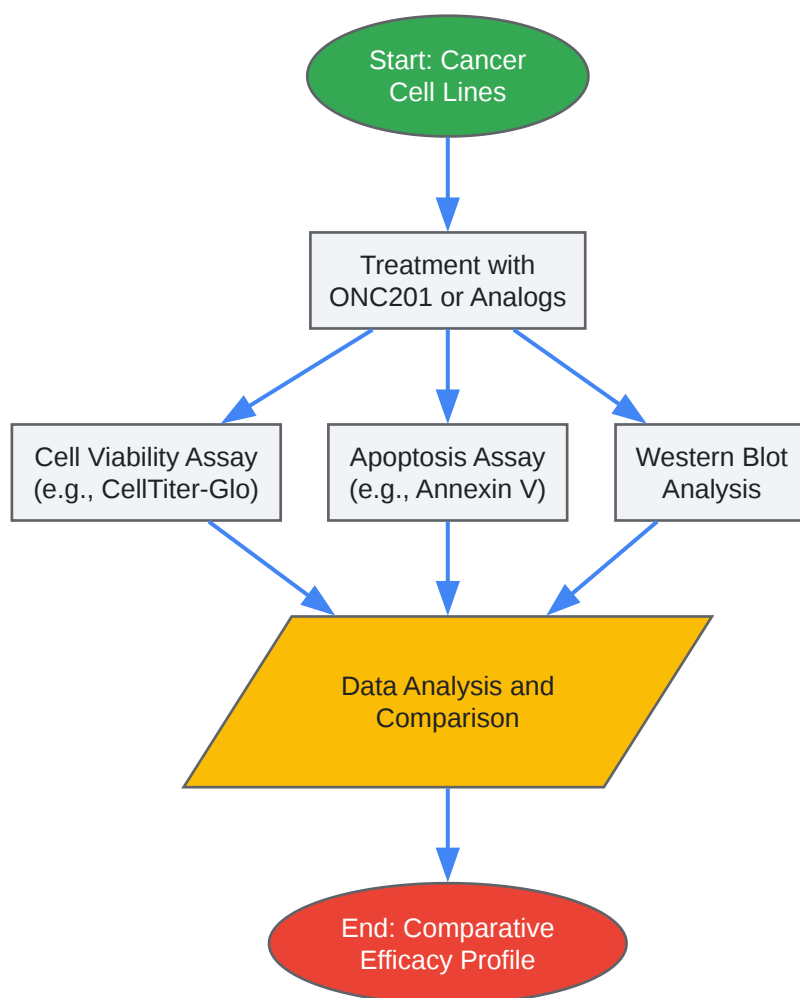 Start: Cancer
Cell Lines
Treatment with
ONC201 or Analogs
Cell Viability Assay
(e.g., CellTiter-Glo)
Apoptosis Assay
(e.g., Annexin V)
Western Blot
Analysis
Data Analysis and
Comparison
End: Comparative
Efficacy Profile